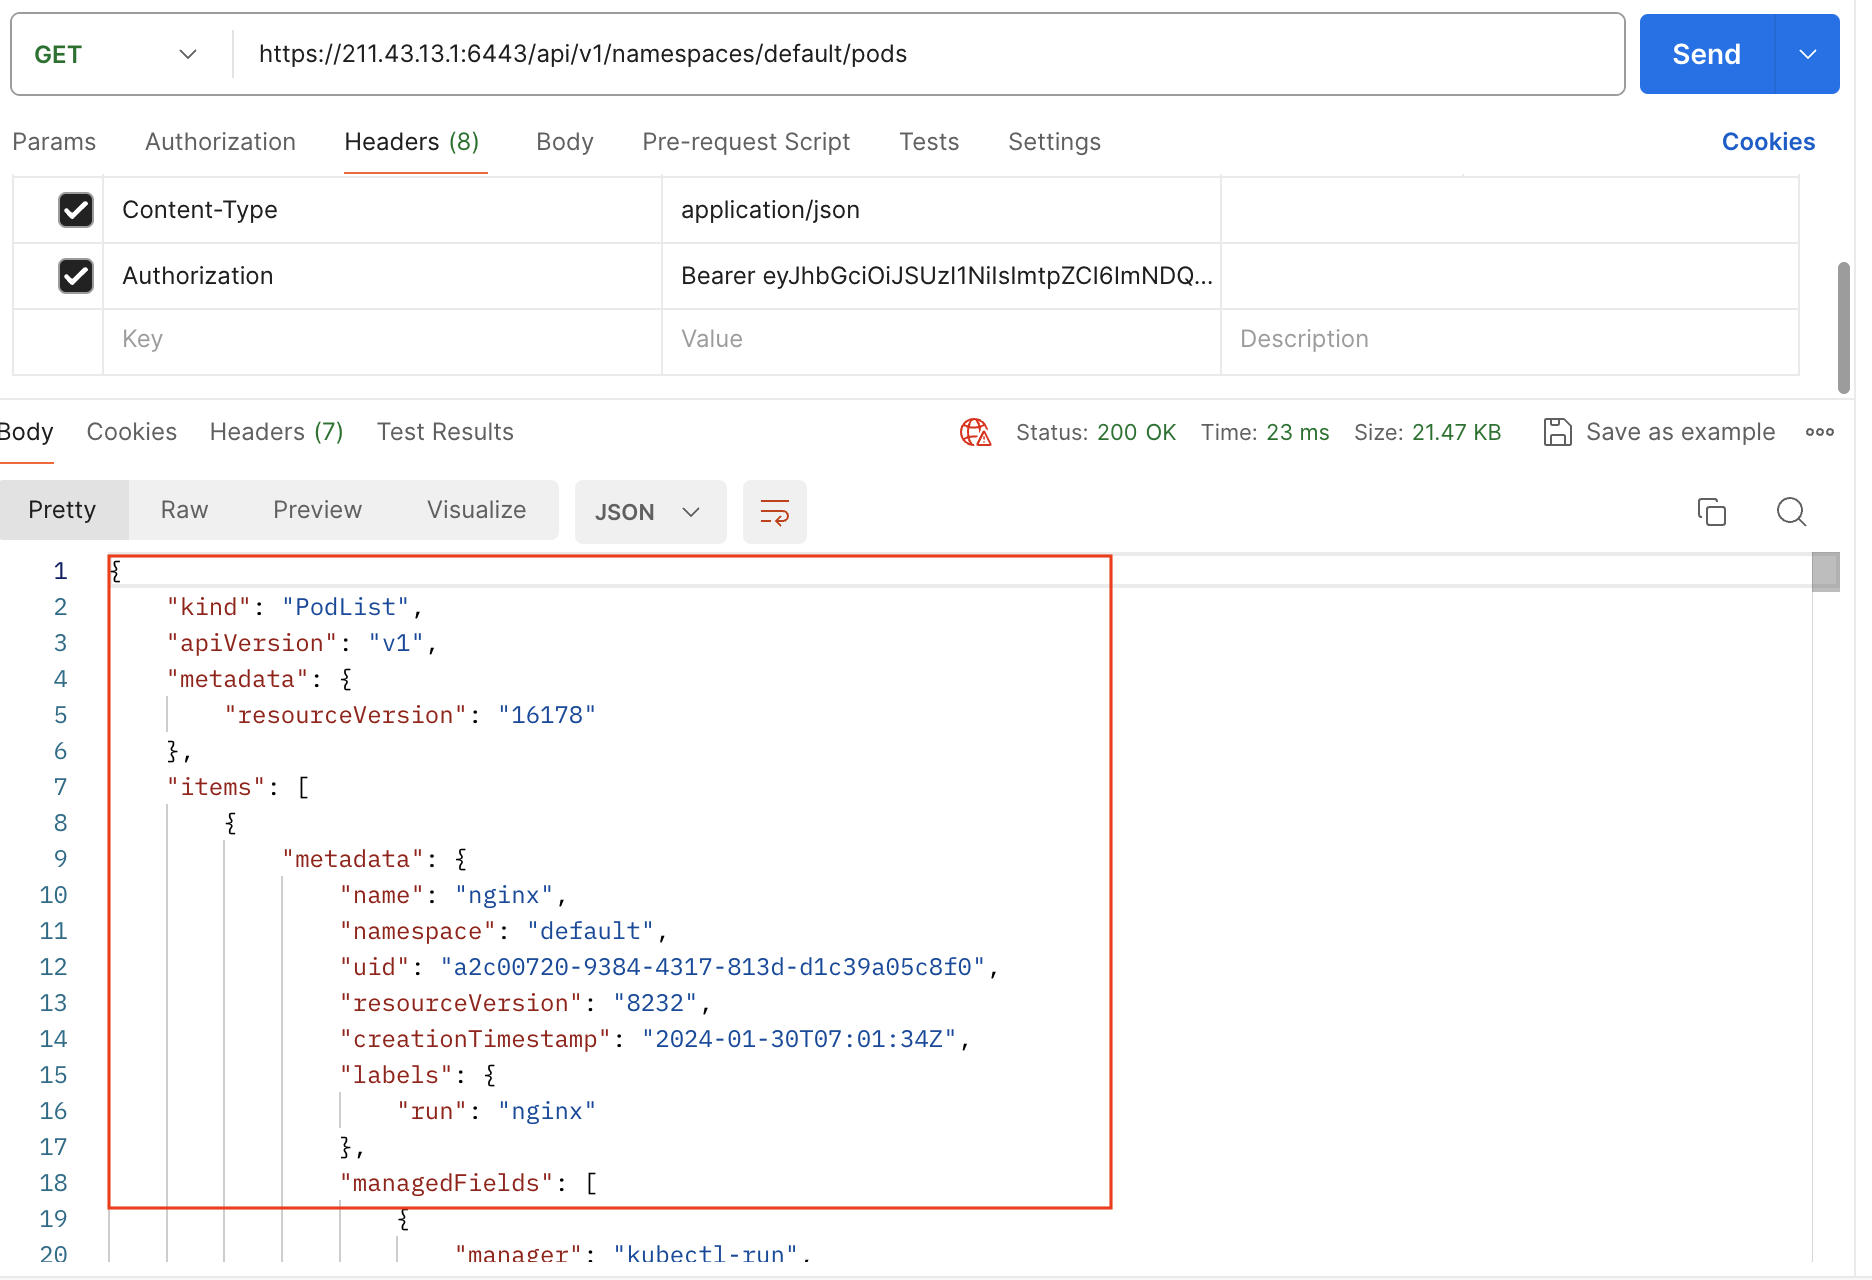 GET https://211.43.13.1:6443/api/v1/namespaces/default/pods Send
Params Authorization Headers (8) Body Pre-request Script Tests Settings Cookies
Content-Type application/json
Authorization Bearer eyJhbGciOiJSUzI1NiIsImtpZCI6ImNDQ...
Key Value Description
Body Cookies Headers (7) Test Results Status: 200 OK Time: 23 ms Size: 21.47 KB Save as example
Pretty Raw Preview Visualize JSON
1 {
2 "kind": "PodList",
3 "apiVersion": "v1",
4 "metadata": {
5 "resourceVersion": "16178"
6 },
7 "items": [
8 {
9 "metadata": {
10 "name": "nginx",
11 "namespace": "default",
12 "uid": "a2c00720-9384-4317-813d-d1c39a05c8f0",
13 "resourceVersion": "8232",
14 "creationTimestamp": "2024-01-30T07:01:34Z",
15 "labels": {
16 "run": "nginx"
17 },
18 "managedFields": [
19 {
20 "manager": "kubectl-run",